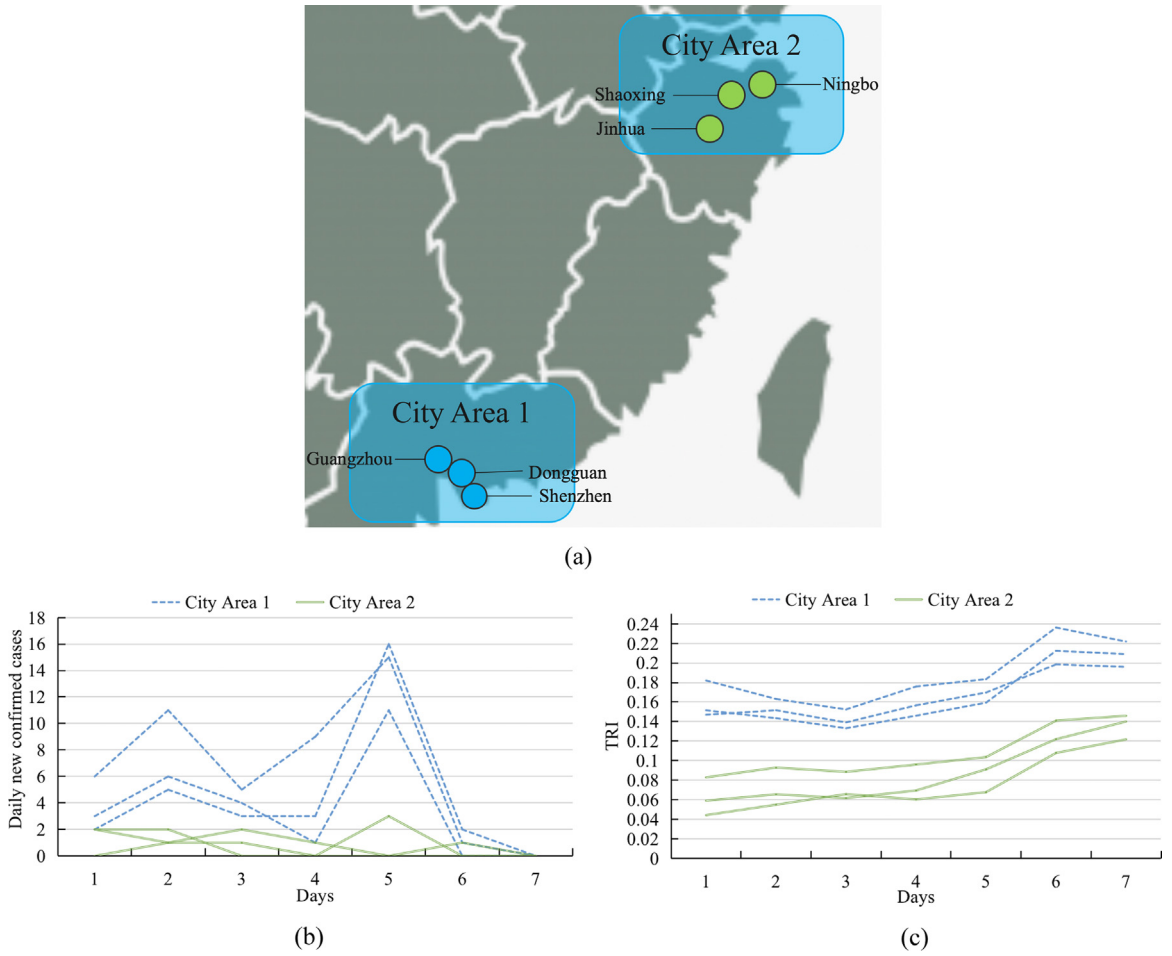 City Area 2
Ningbo
Shaoxing
Jinhua
City Area 1
Guangzhou
Dongguan
Shenzhen
(a)
City Area 1 City Area 2
Daily new confirmed cases
18
16
14
12
10
8
6
4
2
0
1 2 3 4 5 6 7
Days
(b)
City Area 1 City Area 2
TRI
0.24
0.22
0.2
0.18
0.16
0.14
0.12
0.1
0.08
0.06
0.04
0.02
0
1 2 3 4 5 6 7
Days
(c)